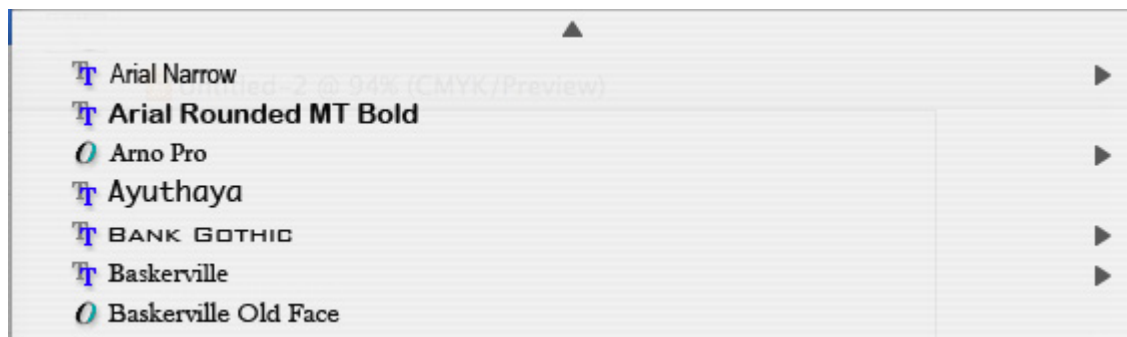 Untitled-2 @ 94% (CMYK/Preview)
Arial Narrow
Arial Rounded MT Bold
Arno Pro
Ayuthaya
BANK GOTHIC
Baskerville
Baskerville Old Face